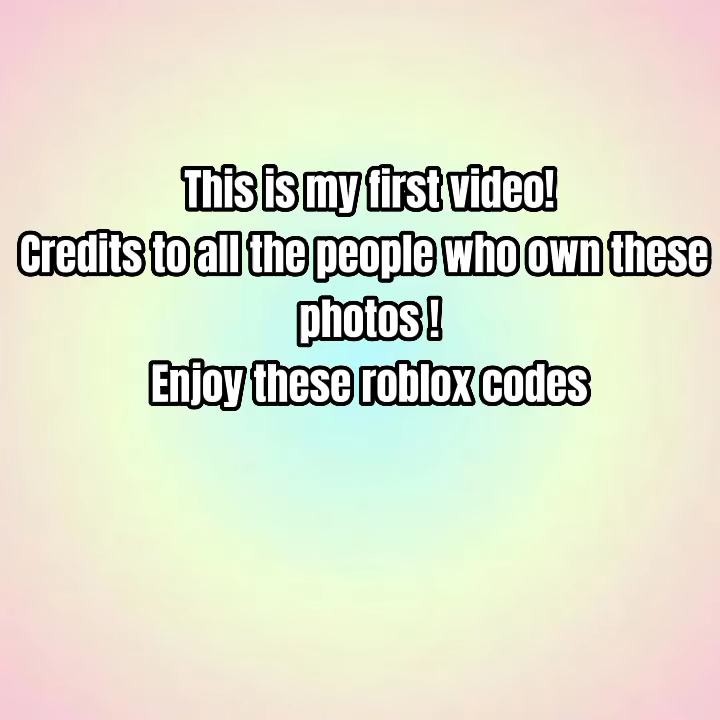 This is my first video!
Credits to all the people who own these
photos !
Enjoy these roblox codes